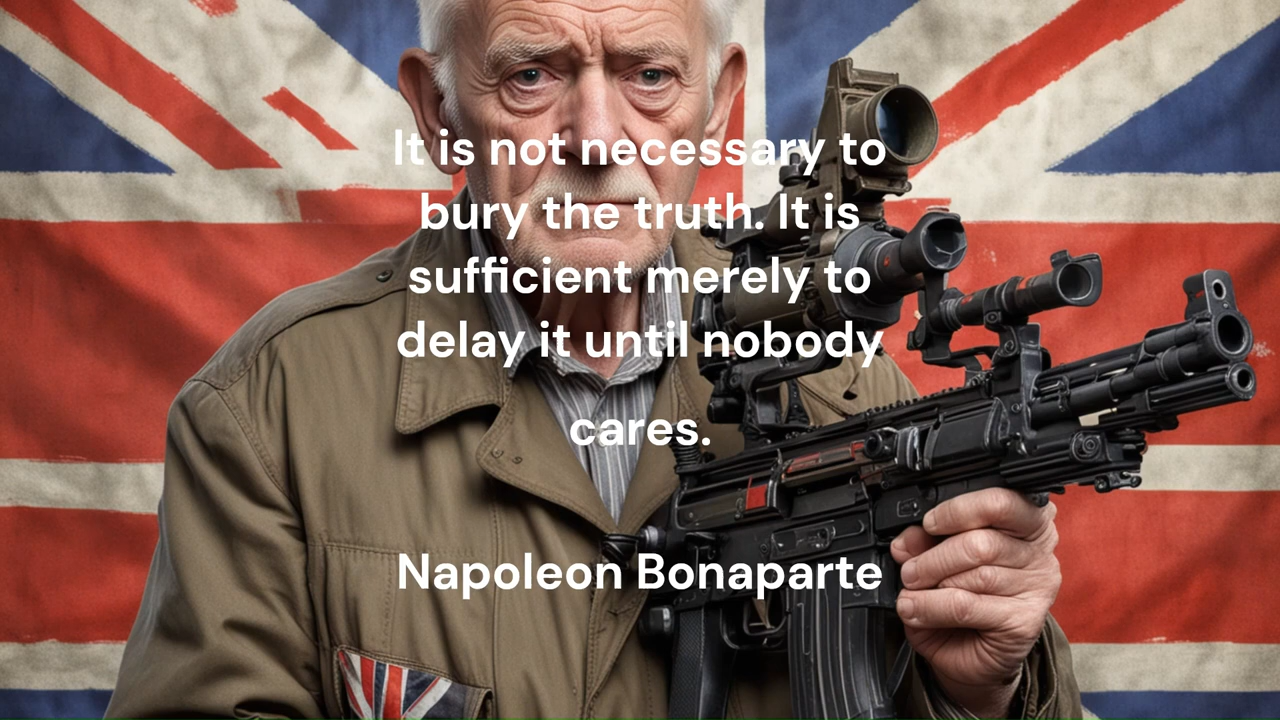 It is not necessary to
bury the truth. It is
sufficient merely to
delay it until nobody
cares.
Napoleon Bonaparte